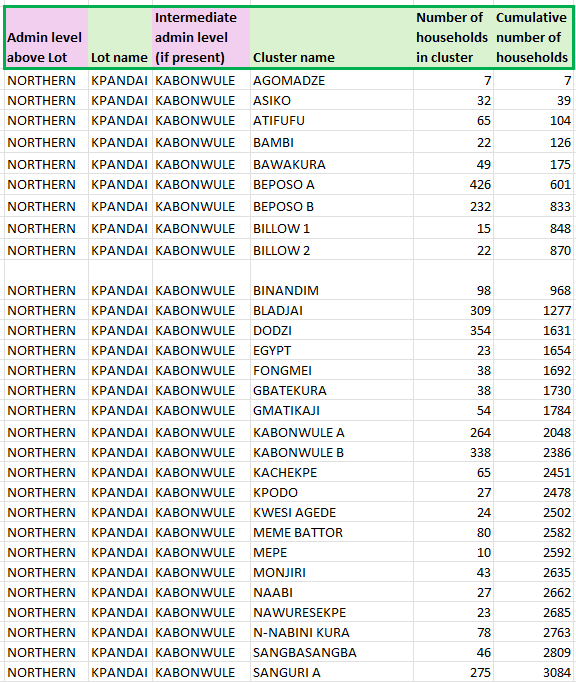 Admin level above Lot | Lot name | Intermediate admin level (if present) | Cluster name | Number of households in cluster | Cumulative number of households
NORTHERN KPANDAI KABONWULE AGOMADZE 7 7
NORTHERN KPANDAI KABONWULE ASIKO 32 39
NORTHERN KPANDAI KABONWULE ATIFUFU 65 104
NORTHERN KPANDAI KABONWULE BAMBI 22 126
NORTHERN KPANDAI KABONWULE BAWAKURA 49 175
NORTHERN KPANDAI KABONWULE BEPOSO A 426 601
NORTHERN KPANDAI KABONWULE BEPOSO B 232 833
NORTHERN KPANDAI KABONWULE BILLOW 1 15 848
NORTHERN KPANDAI KABONWULE BILLOW 2 22 870
NORTHERN KPANDAI KABONWULE BINANDIM 98 968
NORTHERN KPANDAI KABONWULE BLADJAI 309 1277
NORTHERN KPANDAI KABONWULE DODZI 354 1631
NORTHERN KPANDAI KABONWULE EGYPT 23 1654
NORTHERN KPANDAI KABONWULE FONGMEI 38 1692
NORTHERN KPANDAI KABONWULE GBATEKURA 38 1730
NORTHERN KPANDAI KABONWULE GMATIKAJI 54 1784
NORTHERN KPANDAI KABONWULE KABONWULE A 264 2048
NORTHERN KPANDAI KABONWULE KABONWULE B 338 2386
NORTHERN KPANDAI KABONWULE KACHEKPE 65 2451
NORTHERN KPANDAI KABONWULE KPODO 27 2478
NORTHERN KPANDAI KABONWULE KWESI AGEDE 24 2502
NORTHERN KPANDAI KABONWULE MEME BATTOR 80 2582
NORTHERN KPANDAI KABONWULE MEPE 10 2592
NORTHERN KPANDAI KABONWULE MONJIRI 43 2635
NORTHERN KPANDAI KABONWULE NAABI 27 2662
NORTHERN KPANDAI KABONWULE NAWURESEKPE 23 2685
NORTHERN KPANDAI KABONWULE N-NABINI KURA 78 2763
NORTHERN KPANDAI KABONWULE SANGBASANGBA 46 2809
NORTHERN KPANDAI KABONWULE SANGURI A 275 3084